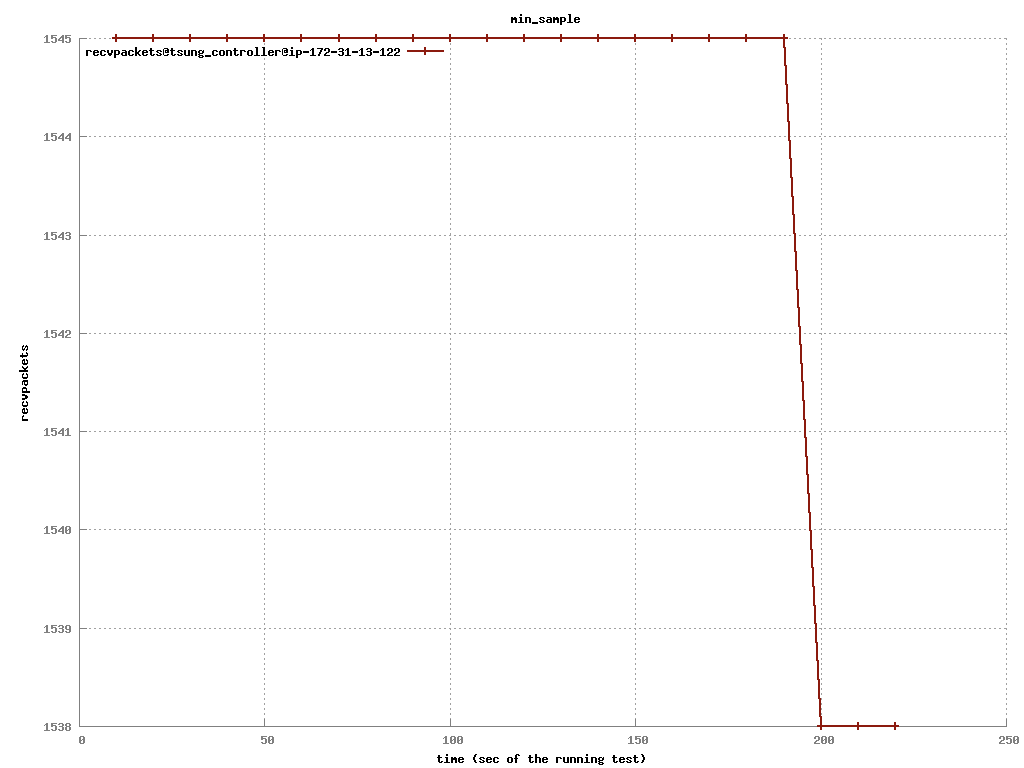 min_sample
1545
recvpackets@tsung_controller@ip-172-31-13-122
1544
1543
1542
recvpackets
1541
1540
1539
1538
0 50 100 150 200 250
time (sec of the running test)